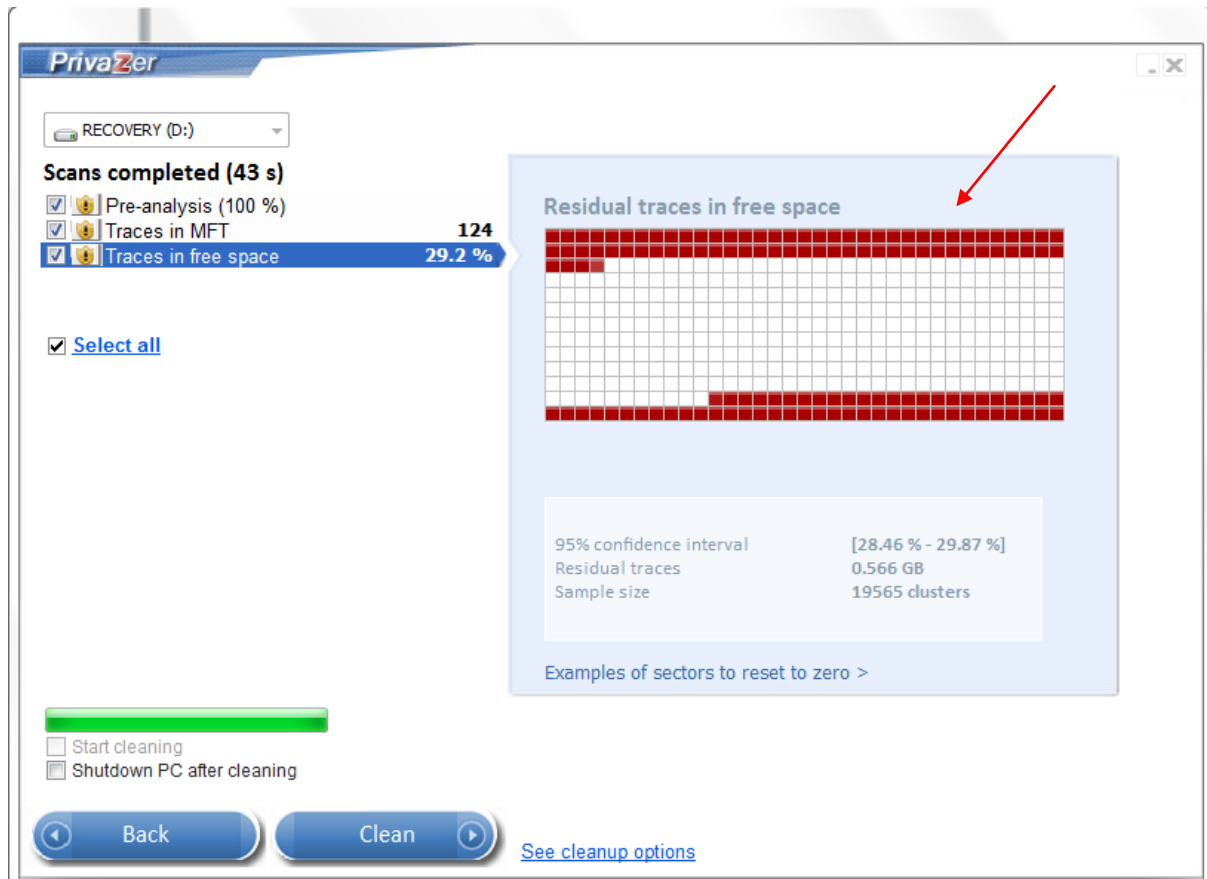 PrivaZer
RECOVERY (D:)
Scans completed (43 s)
Pre-analysis (100 %)
Traces in MFT 124
Traces in free space 29.2 %
Select all
Residual traces in free space
95% confidence interval [28.46 % - 29.87 %]
Residual traces 0.566 GB
Sample size 19565 clusters
Examples of sectors to reset to zero >
Start cleaning
Shutdown PC after cleaning
Back
Clean
See cleanup options